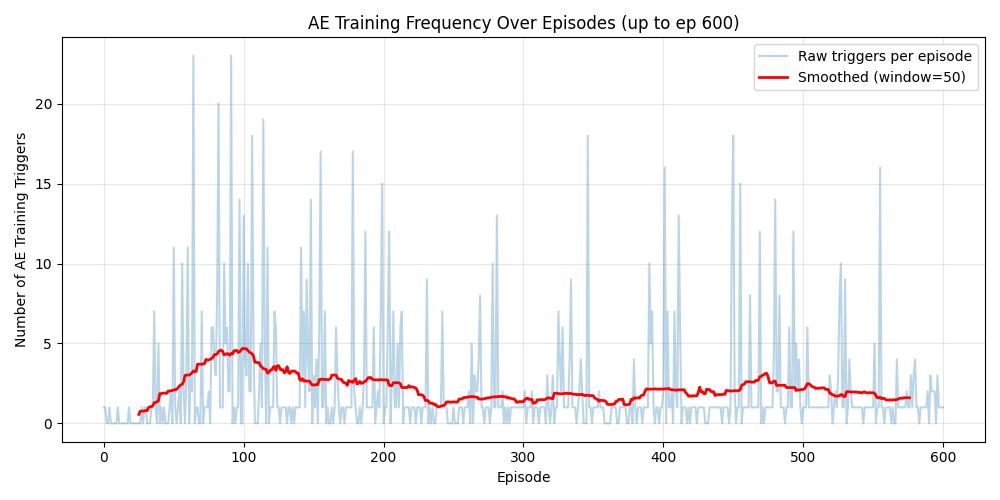 AE Training Frequency Over Episodes (up to ep 600)
Raw triggers per episode
Smoothed (window=50)
Number of AE Training Triggers
20
15
10
5
0
0 100 200 300 400 500 600
Episode